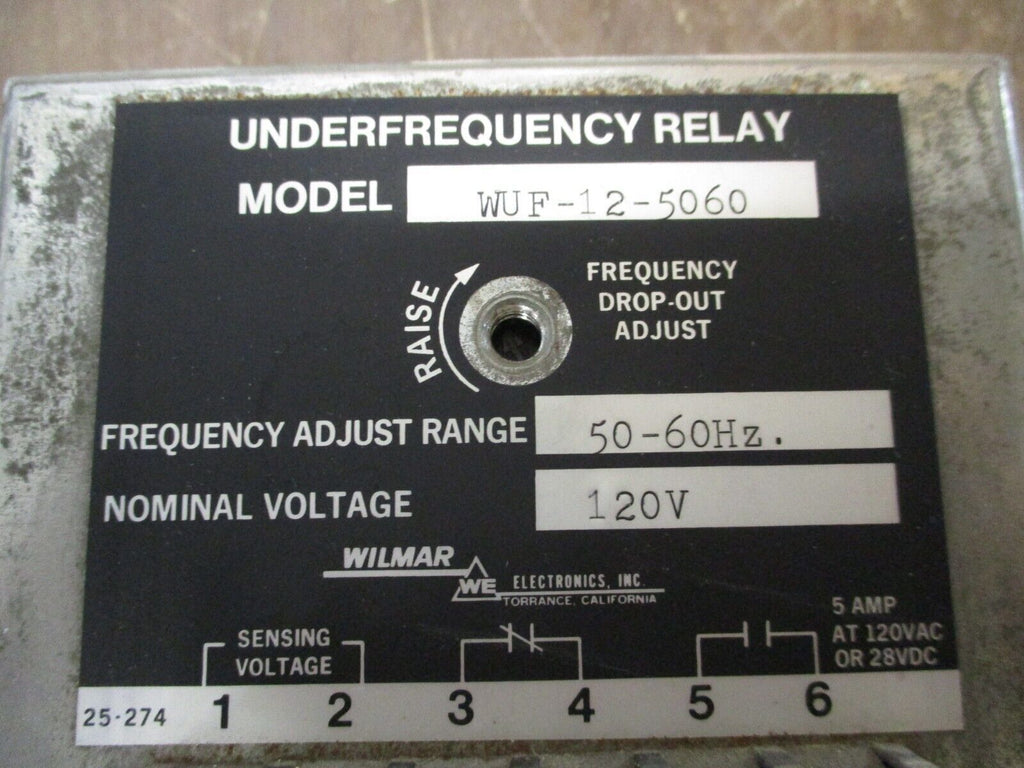 UNDERFREQUENCY RELAY
MODEL WUF-12-5060
RAISE
FREQUENCY
DROP-OUT
ADJUST
FREQUENCY ADJUST RANGE 50-60Hz.
NOMINAL VOLTAGE 120V
WILMAR
WE ELECTRONICS, INC.
TORRANCE, CALIFORNIA
SENSING
VOLTAGE
5 AMP
AT 120VAC
OR 28VDC
25-274 1 2 3 4 5 6